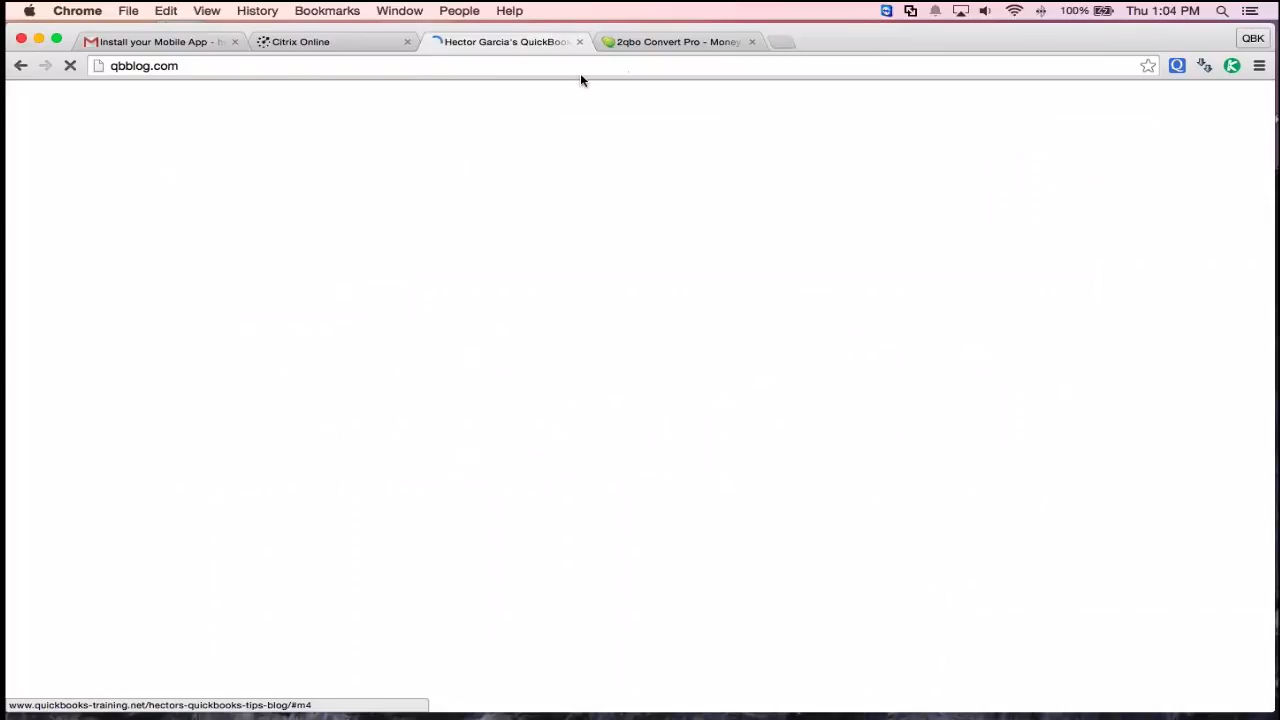 Chrome File Edit View History Bookmarks Window People Help 100% Thu 1:04 PM
Install your Mobile App - h Citrix Online Hector Garcia's QuickBoo 2qbo Convert Pro - Money QBK
qbblog.com
www.quickbooks-training.net/hectors-quickbooks-tips-blog/#m4